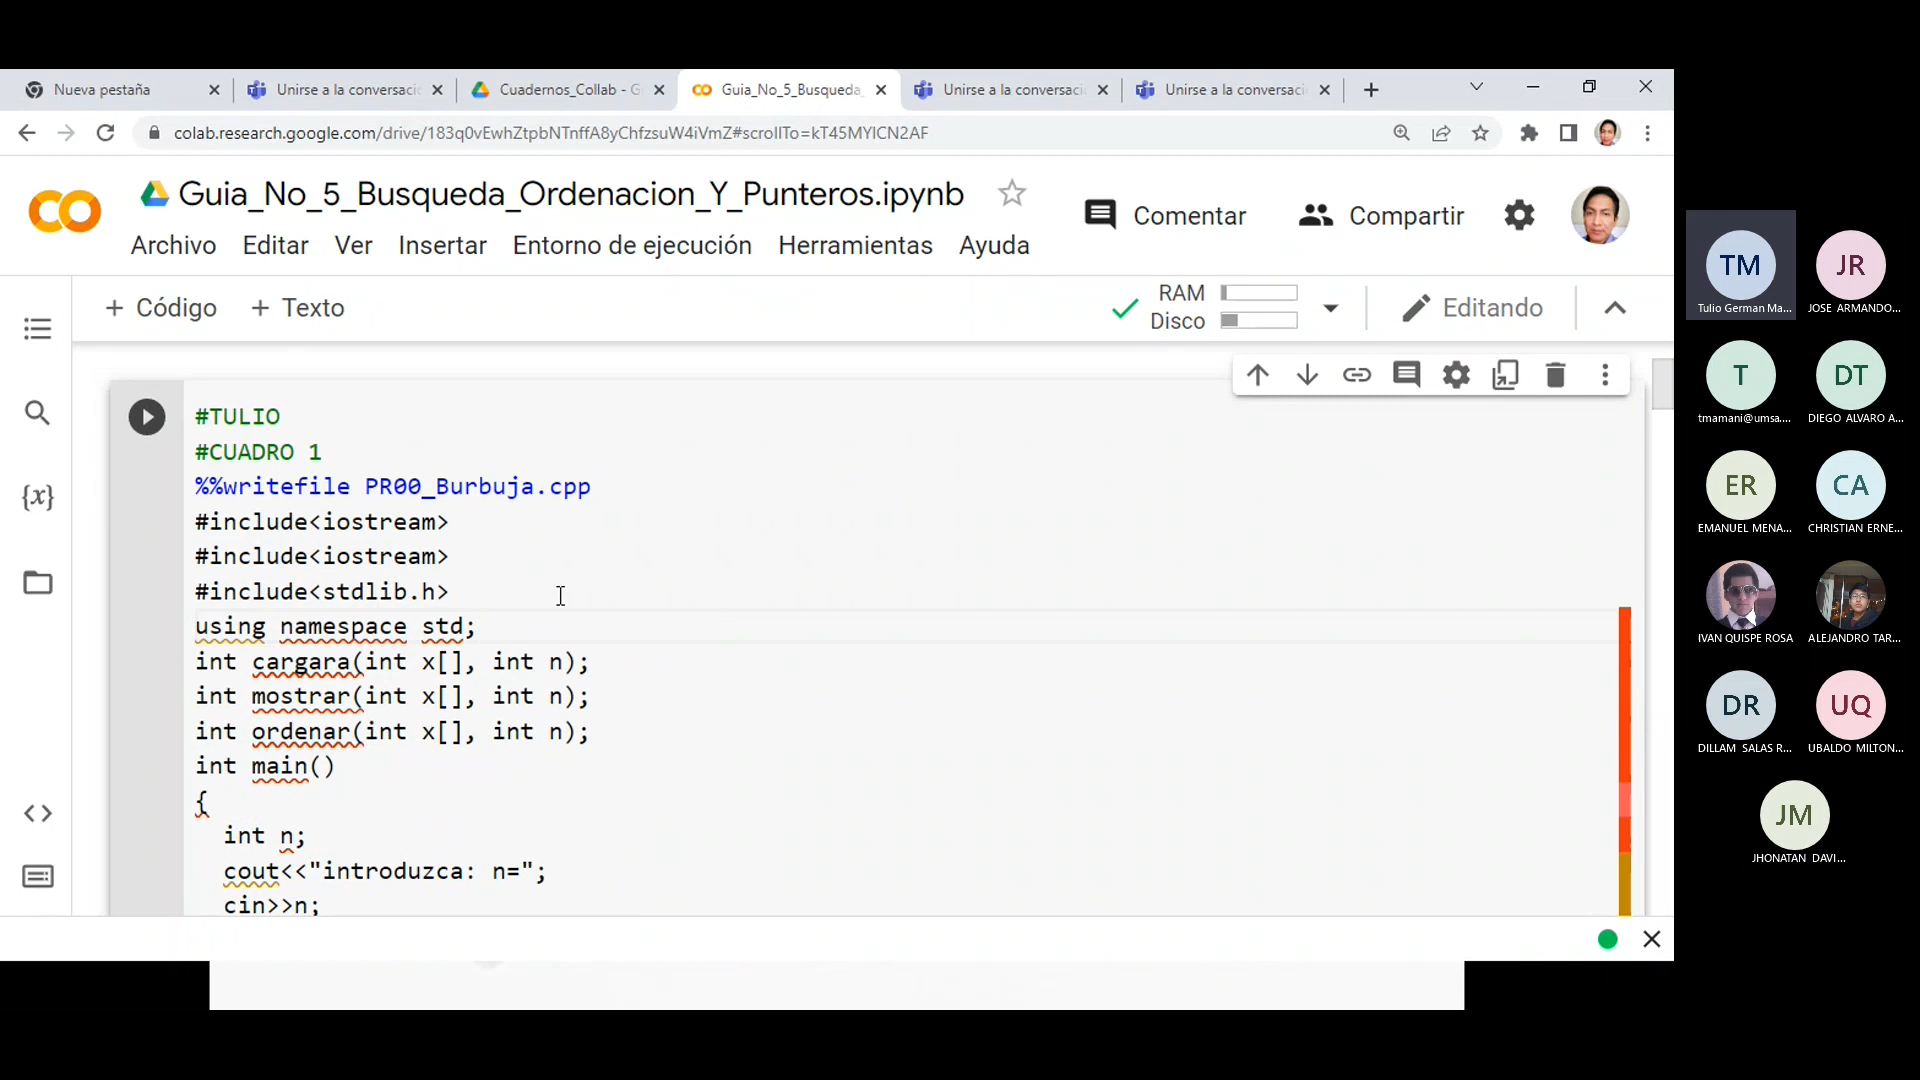 Nueva pestaña
Unirse a la conversaci
Cuadernos_Collab - G
Guia_No_5_Busqueda_
Unirse a la conversaci
Unirse a la conversaci
colab.research.google.com/drive/183q0vEwhZtpbNTnffA8yChfzsuW4iVmZ#scrollTo=kT45MYICN2AF
Guia_No_5_Busqueda_Ordenacion_Y_Punteros.ipynb
Comentar
Compartir
Archivo Editar Ver Insertar Entorno de ejecución Herramientas Ayuda
+ Código + Texto
RAM
Disco
Editando
#TULIO
#CUADRO 1
%%writefile PR00_Burbuja.cpp
#include<iostream>
#include<iostream>
#include<stdlib.h>
using namespace std;
int cargara(int x[], int n);
int mostrar(int x[], int n);
int ordenar(int x[], int n);
int main()
{
int n;
cout<<"introduzca: n=";
cin>>n;
TM
Tulio German Ma...
JR
JOSE ARMANDO...
T
tmamani@umsa....
DT
DIEGO ALVARO A...
ER
EMANUEL MENA...
CA
CHRISTIAN ERNE...
IVAN QUISPE ROSA
ALEJANDRO TAR...
DR
DILLAM SALAS R...
UQ
UBALDO MILTON...
JM
JHONATAN DAVI...